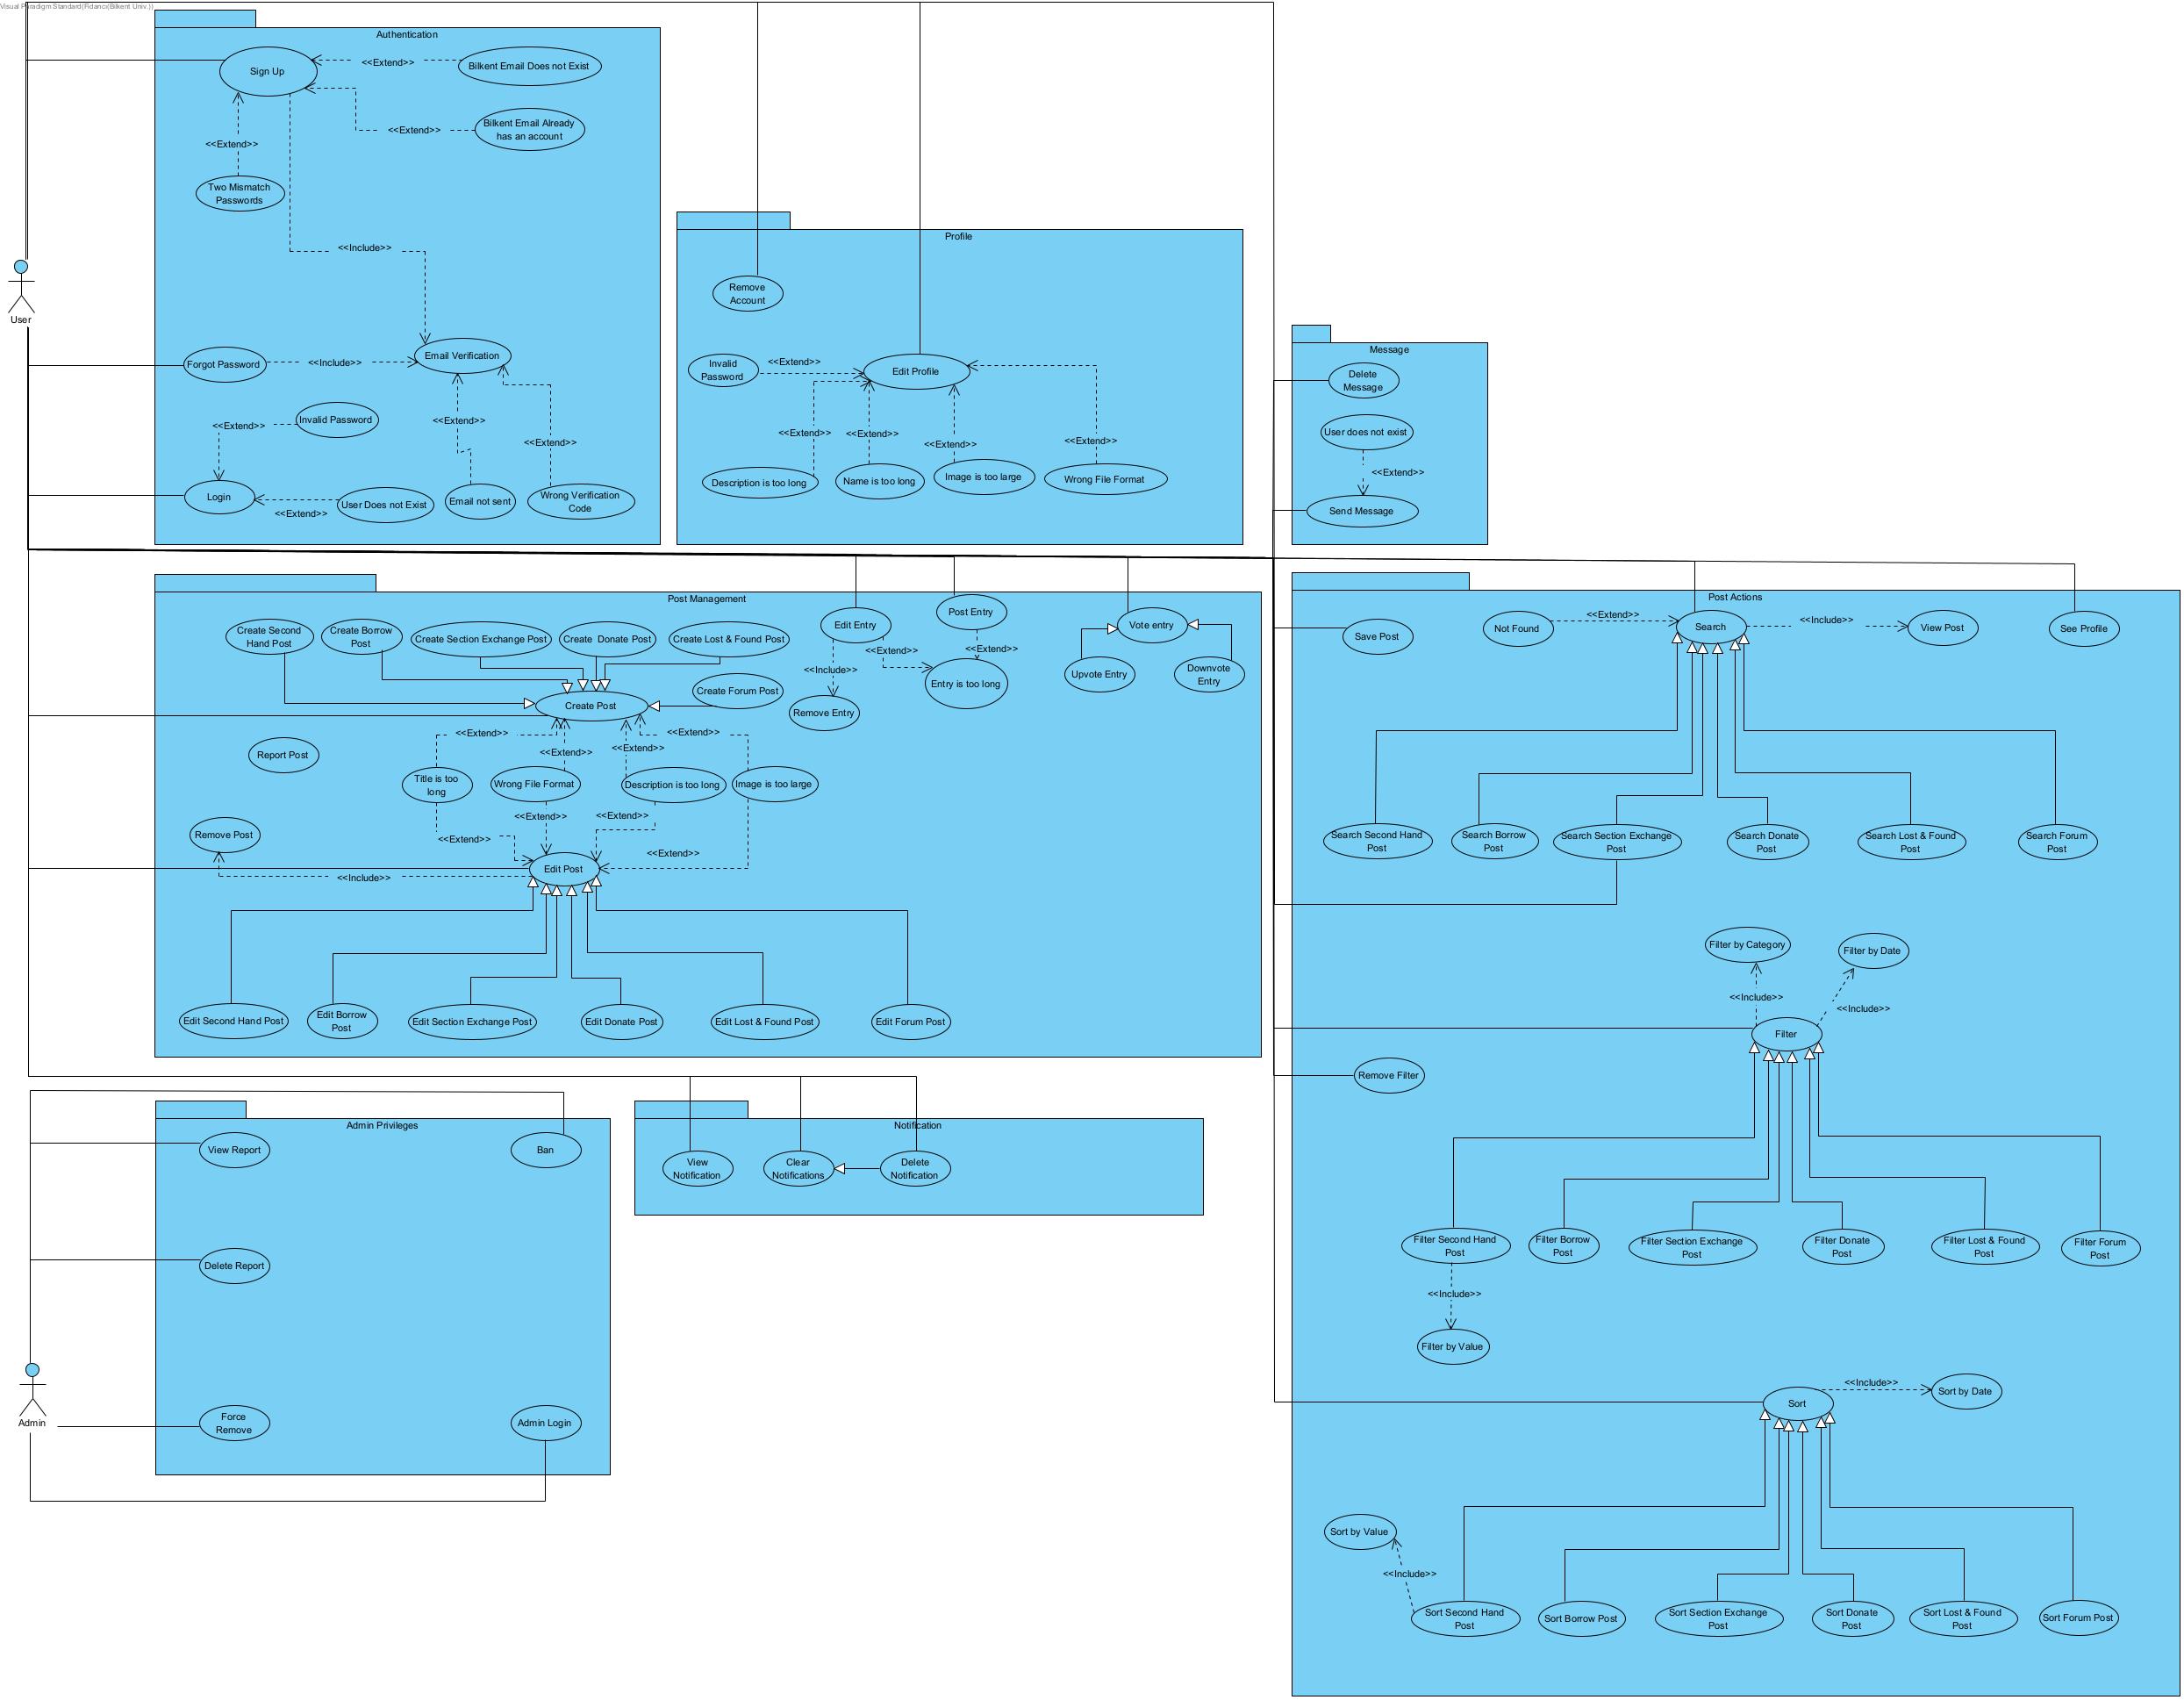 Visual Paradigm Standard(Fidanci(Bilkent Univ.))
Authentication
Sign Up
<<Extend>>
Bilkent Email Does not Exist
<<Extend>>
Bilkent Email Already
has an account
<<Extend>>
Two Mismatch
Passwords
<<Include>>
User
Forgot Password
<<Include>>
Email Verification
Invalid Password
<<Extend>>
<<Extend>>
<<Extend>>
Login
<<Extend>>
User Does not Exist
Email not sent
Wrong Verification
Code
Profile
Remove
Account
Invalid
Password
<<Extend>>
Edit Profile
<<Extend>>
<<Extend>>
<<Extend>>
<<Extend>>
Description is too long
Name is too long
Image is too large
Wrong File Format
Message
Delete
Message
User does not exist
<<Extend>>
Send Message
Post Management
Create Second
Hand Post
Create Borrow
Post
Create Section Exchange Post
Create  Donate Post
Create Lost & Found Post
Create Forum Post
Create Post
Edit Entry
Post Entry
Vote entry
<<Extend>>
<<Extend>>
<<Include>>
Entry is too long
Upvote Entry
Downvote
Entry
Remove Entry
Report Post
<<Extend>>
<<Extend>>
<<Extend>>
<<Extend>>
Title is too
long
Wrong File Format
Description is too long
Image is too large
Remove Post
<<Extend>>
<<Extend>>
<<Extend>>
<<Extend>>
Edit Post
<<Include>>
Edit Second Hand Post
Edit Borrow
Post
Edit Section Exchange Post
Edit Donate Post
Edit Lost & Found Post
Edit Forum Post
Post Actions
Save Post
Not Found
<<Extend>>
Search
<<Include>>
View Post
See Profile
Search Second Hand
Post
Search Borrow
Post
Search Section Exchange
Post
Search Donate
Post
Search Lost & Found
Post
Search Forum
Post
Filter by Category
Filter by Date
<<Include>>
<<Include>>
Filter
Remove Filter
Filter Second Hand
Post
Filter Borrow
Post
Filter Section Exchange
Post
Filter Donate
Post
Filter Lost & Found
Post
Filter Forum
Post
<<Include>>
Filter by Value
Sort
<<Include>>
Sort by Date
Sort by Value
<<Include>>
Sort Second Hand
Post
Sort Borrow Post
Sort Section Exchange
Post
Sort Donate
Post
Sort Lost & Found
Post
Sort Forum Post
Admin Privileges
View Report
Ban
Delete Report
Admin
Force
Remove
Admin Login
Notification
View
Notification
Clear
Notifications
Delete
Notification